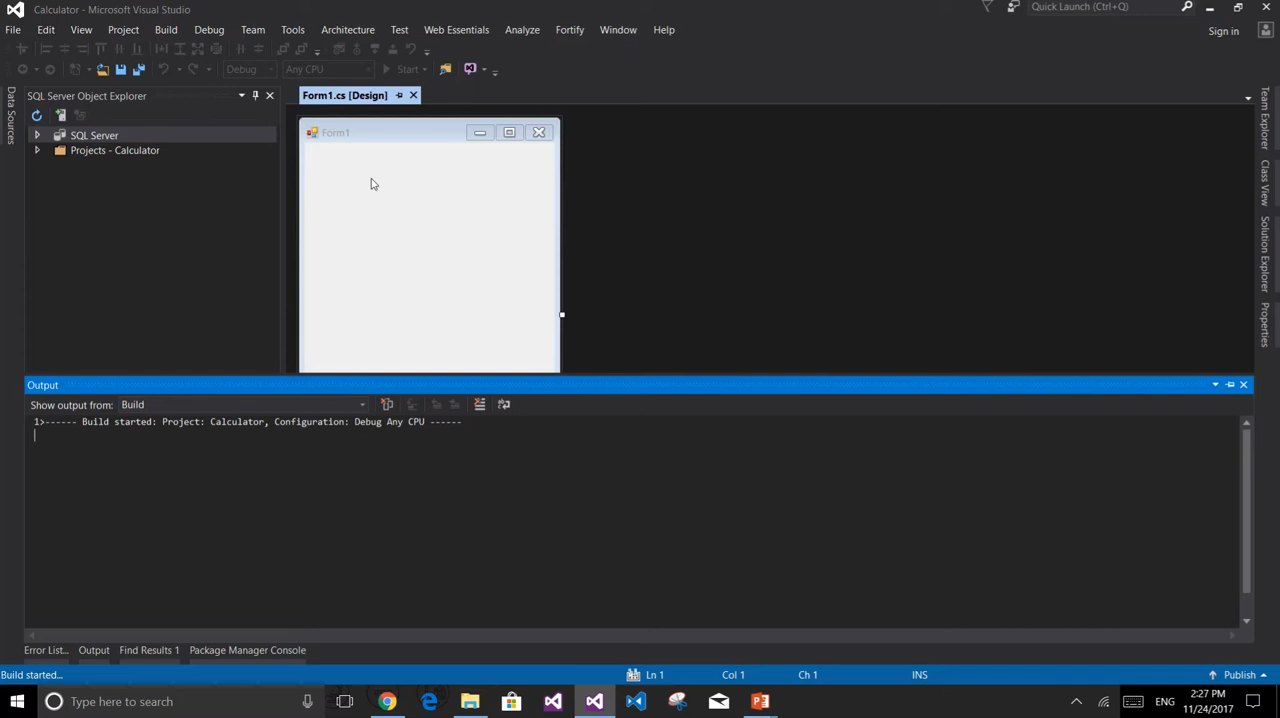 Calculator - Microsoft Visual Studio
Quick Launch (Ctrl+Q)
File Edit View Project Build Debug Team Tools Architecture Test Web Essentials Analyze Fortify Window Help
Sign in
Debug Any CPU Start
Data Sources
SQL Server Object Explorer
SQL Server
Projects - Calculator
Form1.cs [Design]
Form1
Team Explorer
Class View
Solution Explorer
Properties
Output
Show output from: Build
1>------ Build started: Project: Calculator, Configuration: Debug Any CPU ------
Error List... Output Find Results 1 Package Manager Console
Build started... Ln 1 Col 1 Ch 1 INS Publish
Type here to search
ENG
2:27 PM
11/24/2017